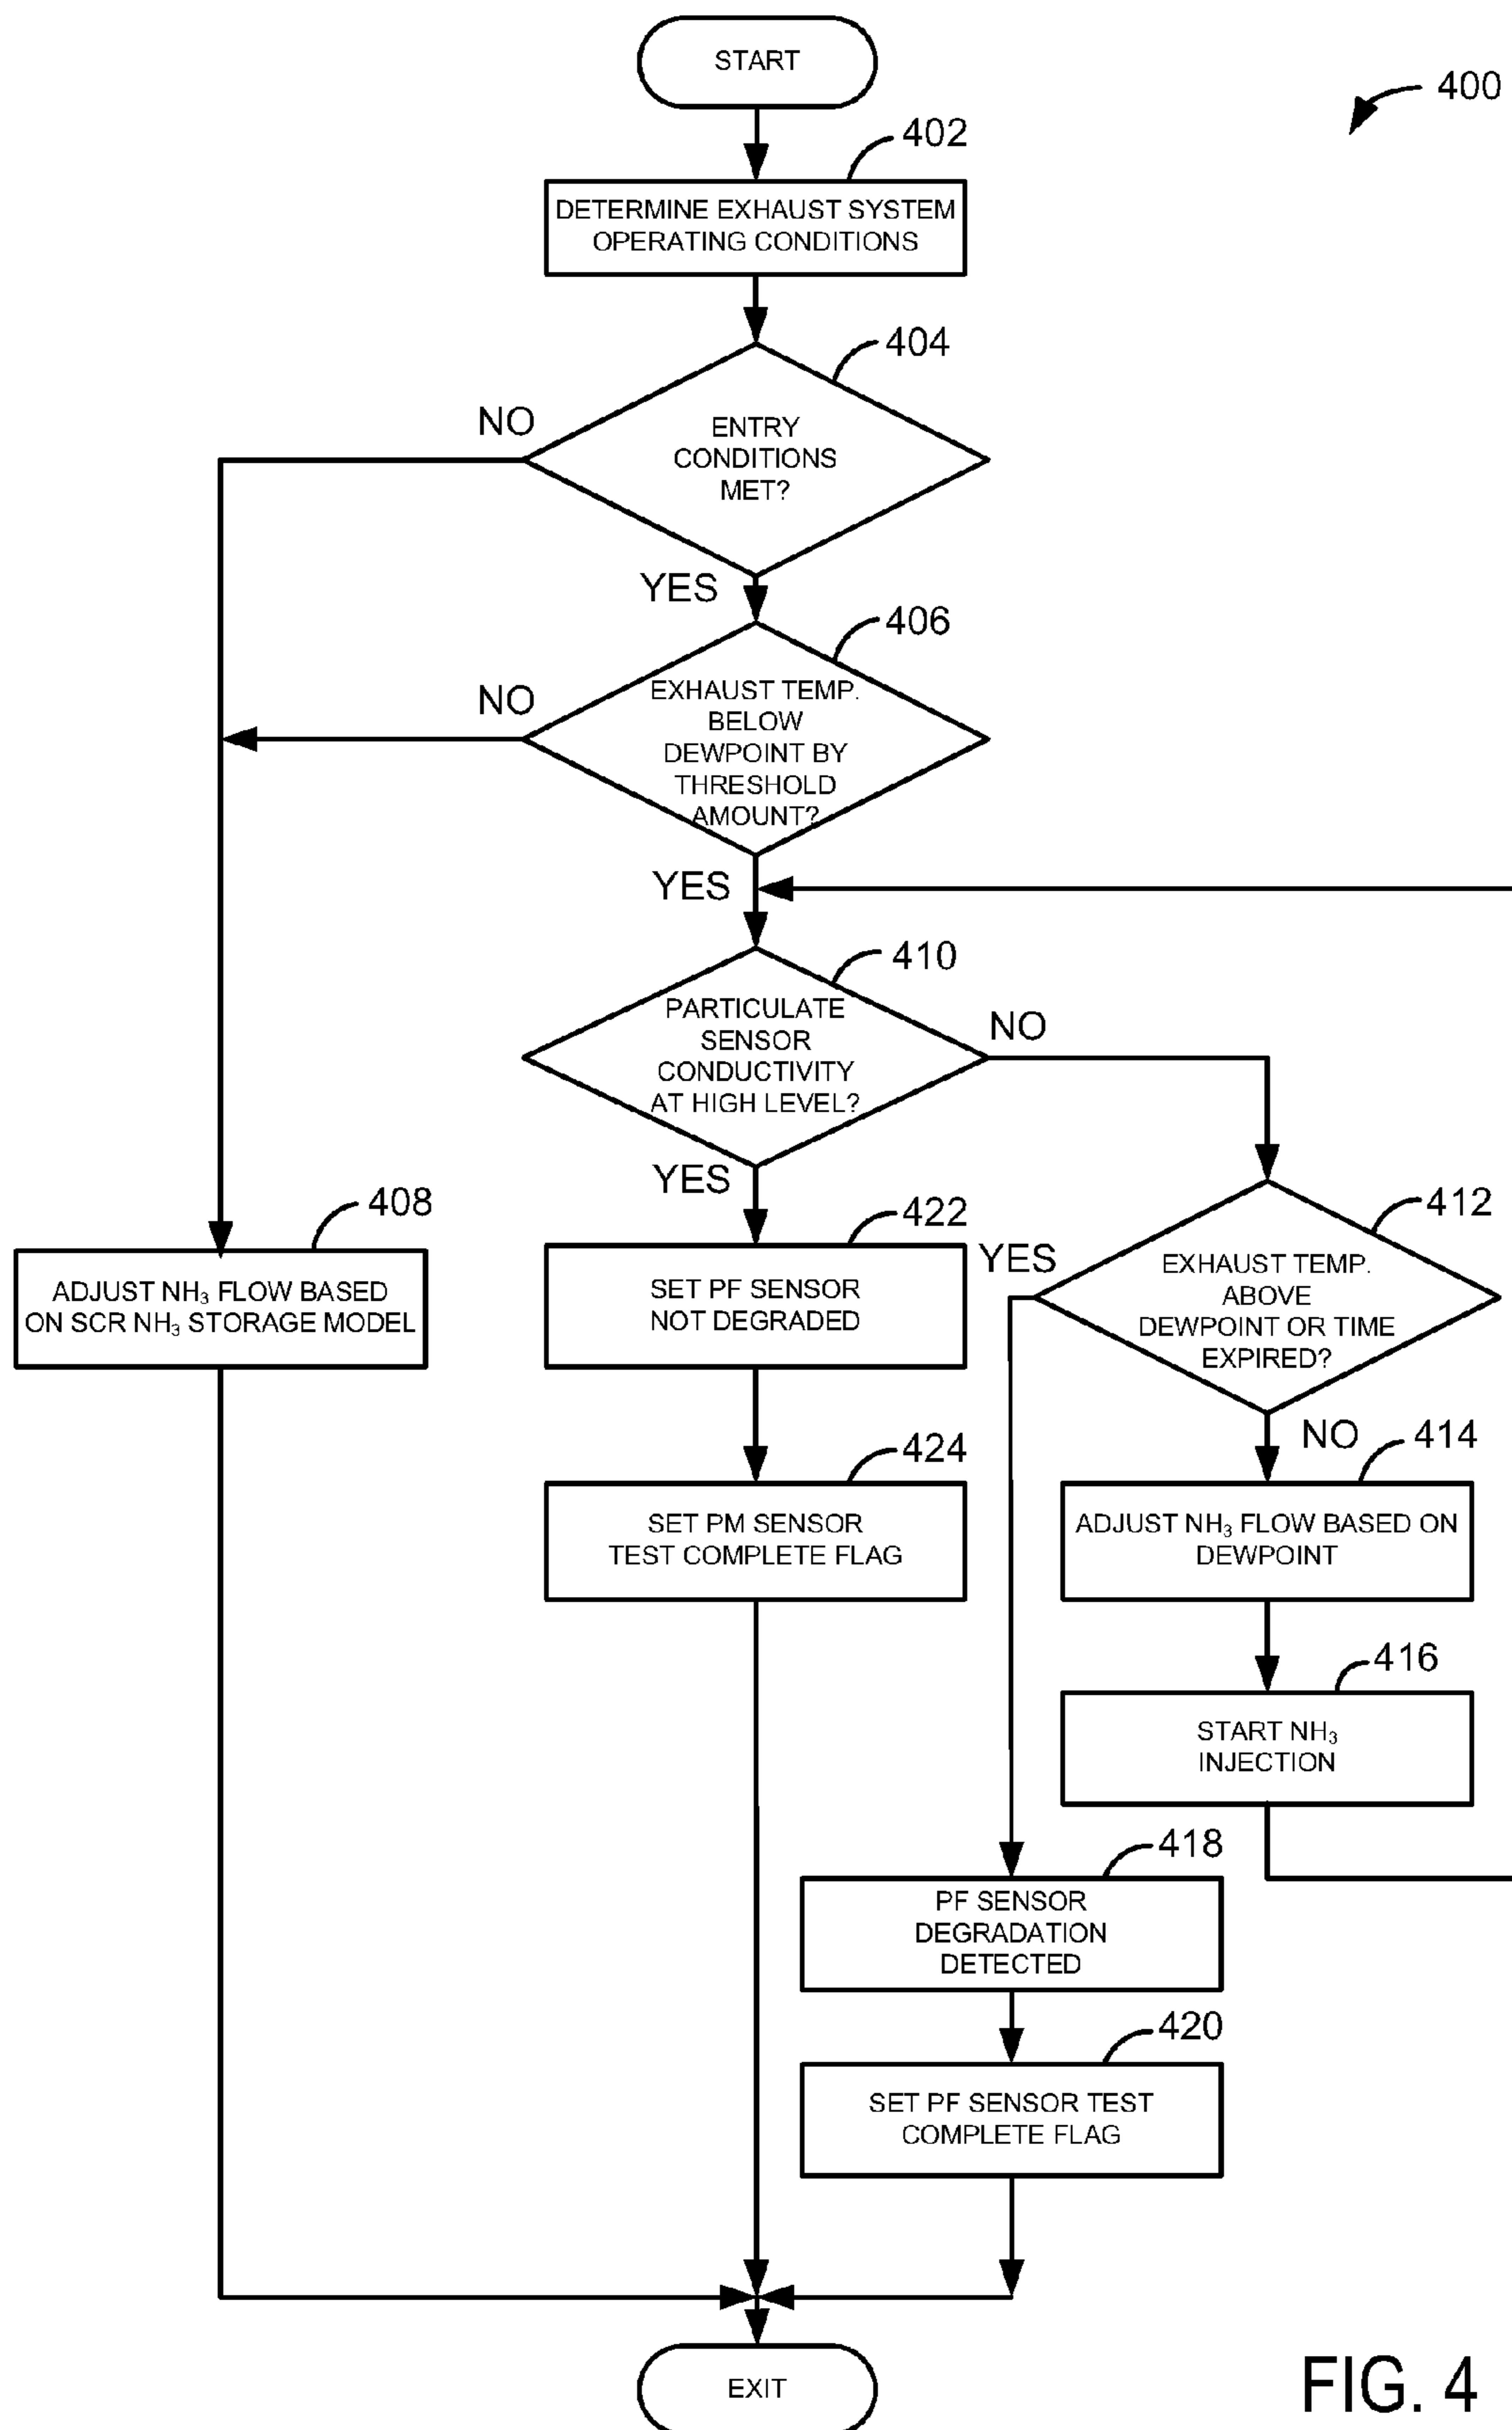 START
400
402
DETERMINE EXHAUST SYSTEM
OPERATING CONDITIONS
404
NO
ENTRY
CONDITIONS
MET?
YES
406
NO
EXHAUST TEMP.
BELOW
DEWPOINT BY
THRESHOLD
AMOUNT?
YES
410
PARTICULATE
SENSOR
CONDUCTIVITY
AT HIGH LEVEL?
NO
YES
408
ADJUST NH₃ FLOW BASED
ON SCR NH₃ STORAGE MODEL
422
SET PF SENSOR
NOT DEGRADED
412
YES
EXHAUST TEMP.
ABOVE
DEWPOINT OR TIME
EXPIRED?
NO
424
SET PM SENSOR
TEST COMPLETE FLAG
414
ADJUST NH₃ FLOW BASED ON
DEWPOINT
416
START NH₃
INJECTION
418
PF SENSOR
DEGRADATION
DETECTED
420
SET PF SENSOR TEST
COMPLETE FLAG
EXIT
FIG. 4